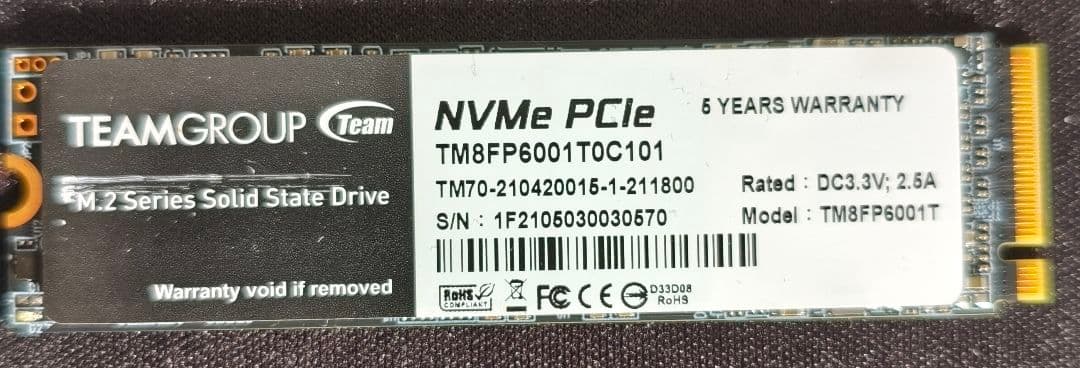 TEAMGROUP Team
M.2 Series Solid State Drive
Warranty void if removed
NVMe PCIe
5 YEARS WARRANTY
TM8FP6001T0C101
TM70-210420015-1-211800
Rated : DC3.3V; 2.5A
S/N : 1F2105030030570
Model : TM8FP6001T
RoHS
COMPLIANT
FC CE
D33D08
RoHS